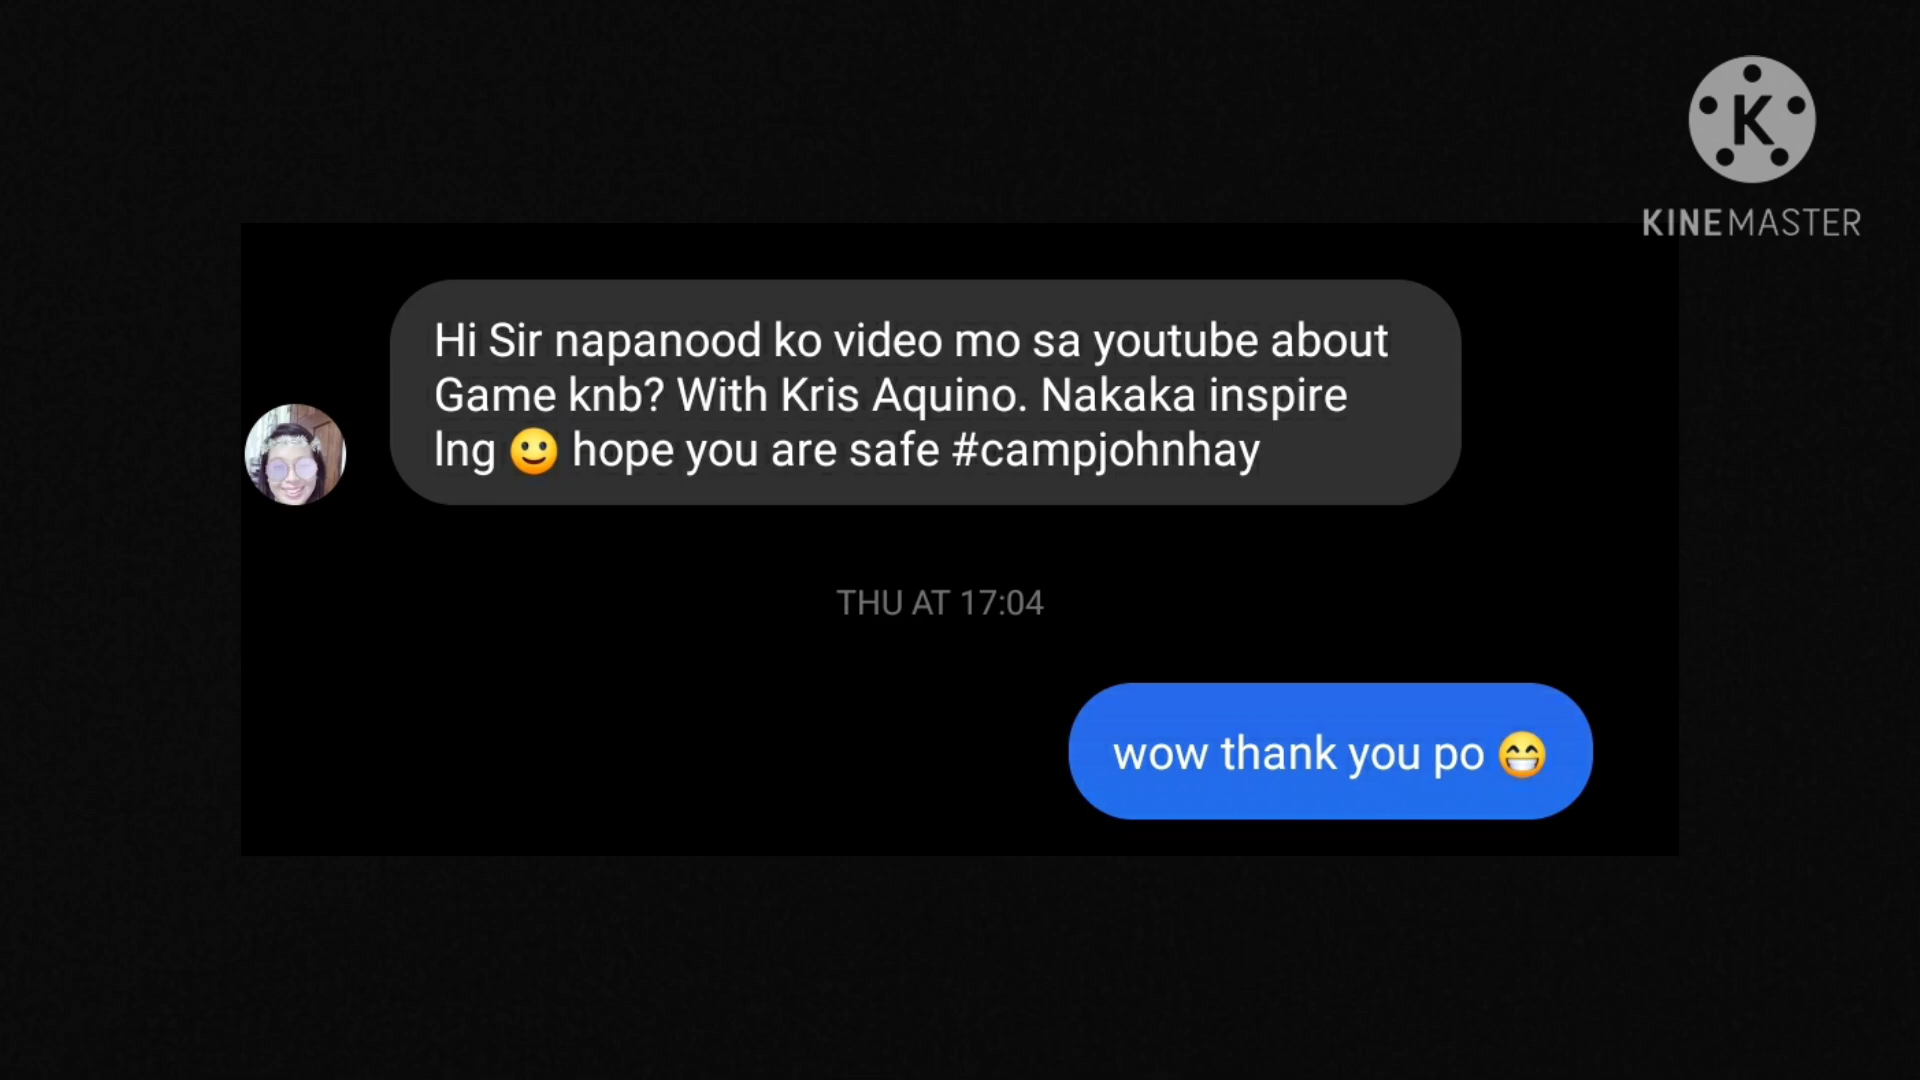 K
KINEMASTER
Hi Sir napanood ko video mo sa youtube about
Game knb? With Kris Aquino. Nakaka inspire
lng 🙂 hope you are safe #campjohnhay
THU AT 17:04
wow thank you po 😁